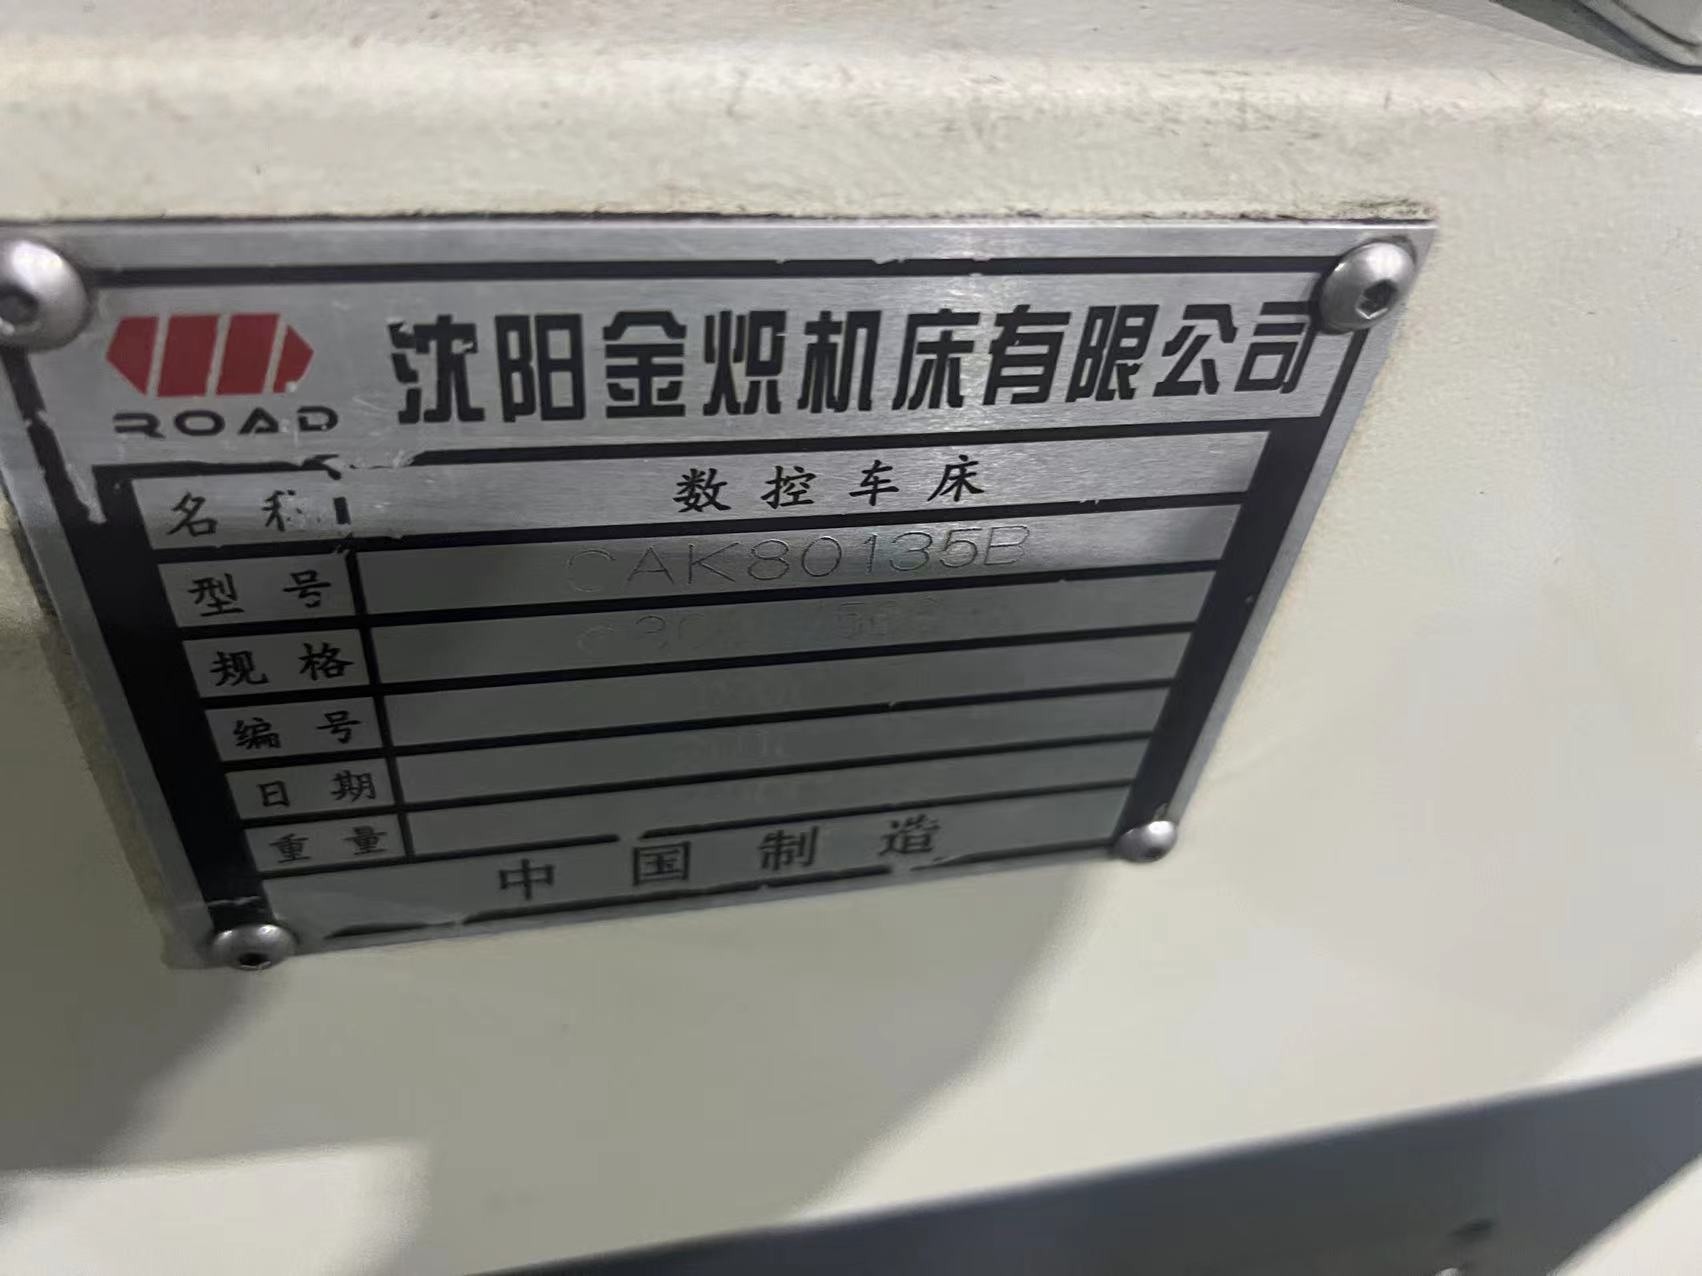 ROAD 沈阳金炽机床有限公司
名称 数控车床
型号 CAK80135B
规格
编号
日期
重量
中国制造